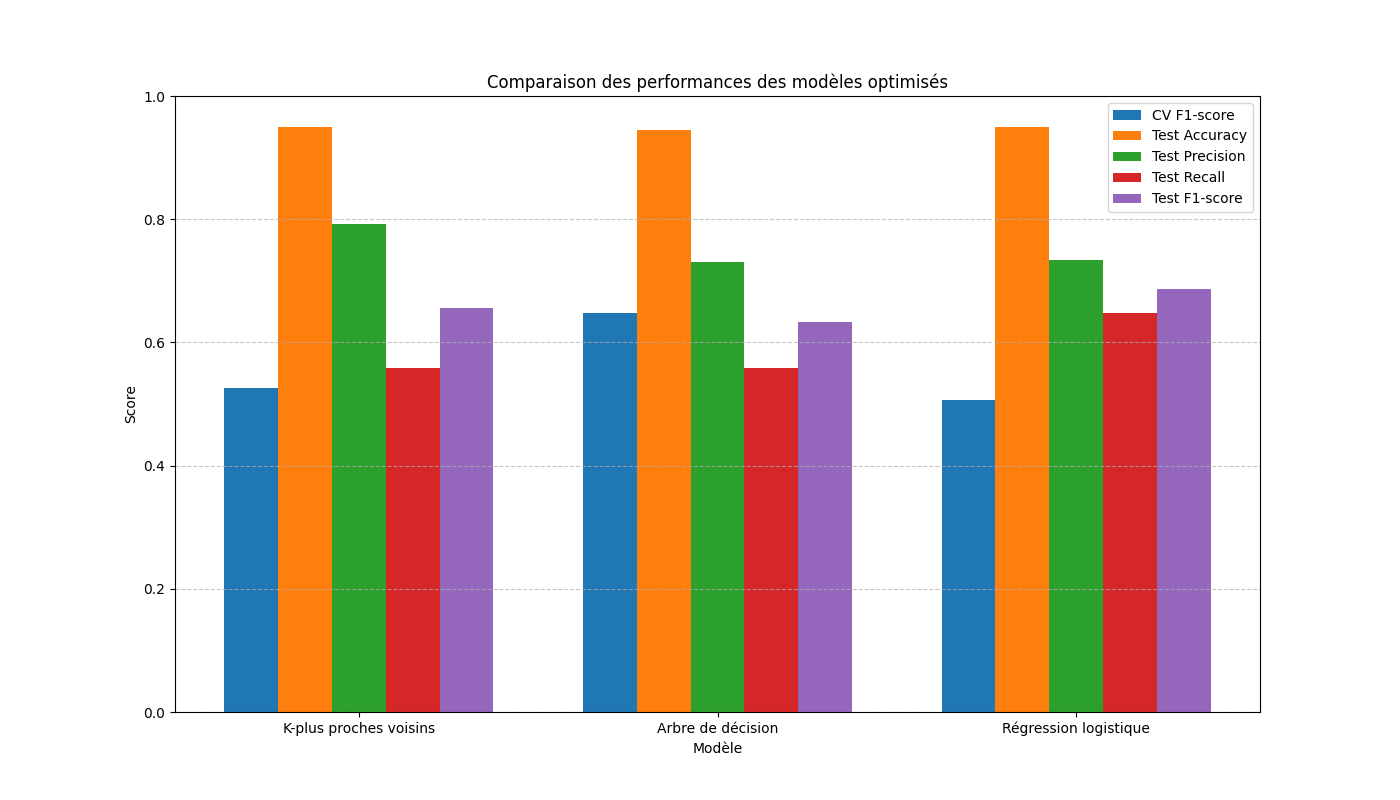 Comparaison des performances des modèles optimisés
1.0
0.8
0.6
0.4
0.2
0.0
Score
CV F1-score
Test Accuracy
Test Precision
Test Recall
Test F1-score
K-plus proches voisins
Arbre de décision
Régression logistique
Modèle